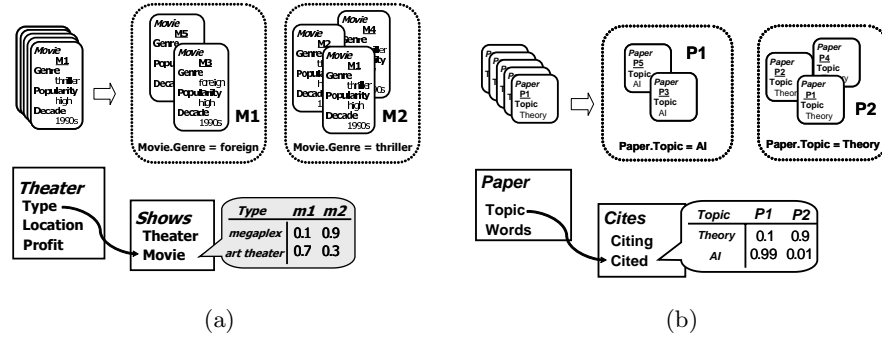 Movie
M1
Genre
thriller
Popularity
high
Decade
1990s
Movie
M5
Genre
Movie
M3
Genre
foreign
Popularity
high
Decade
1990s
M1
Movie.Genre = foreign
Movie
M4
Genre
Movie
M2
Genre
Movie
M1
Genre
thriller
Popularity
high
Decade
1990s
M2
Movie.Genre = thriller
Theater
Type
Location
Profit
Shows
Theater
Movie
Type m1 m2
megaplex 0.1 0.9
art theater 0.7 0.3
(a)
Paper
P1
Topic
Theory
Paper
P5
Topic
AI
Paper
P3
Topic
AI
P1
Paper.Topic = AI
Paper
P4
Topic
Paper
P2
Topic
Paper
P1
Topic
Theory
P2
Paper.Topic = Theory
Paper
Topic
Words
Cites
Citing
Cited
Topic P1 P2
Theory 0.1 0.9
AI 0.99 0.01
(b)